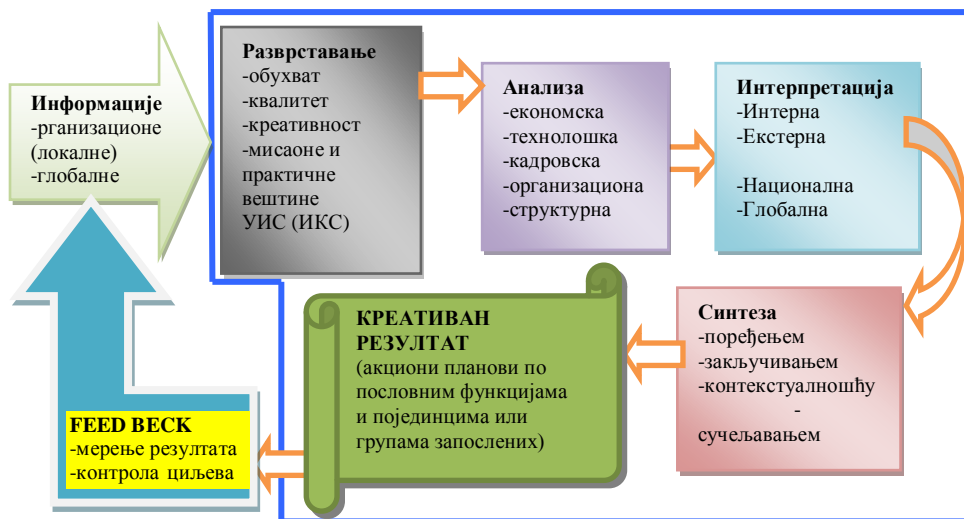 Информације
-рганизационе
(локалне)
-глобалне
Разврставање
-обухват
-квалитет
-креативност
-мисаоне и
практичне
вештине
УИС (ИКС)
Анализа
-економска
-технолошка
-кадровска
-организациона
-структурна
Интерпретација
-Интерна
-Екстерна
-Национална
-Глобална
Синтеза
-поређењем
-закључивањем
-контекстуалношћу
-
сучељавањем
КРЕАТИВАН
РЕЗУЛТАТ
(акциони планови по
пословним функцијама
и појединцима или
групама запослених)
FEED BECK
-мерење резултата
-контрола циљева